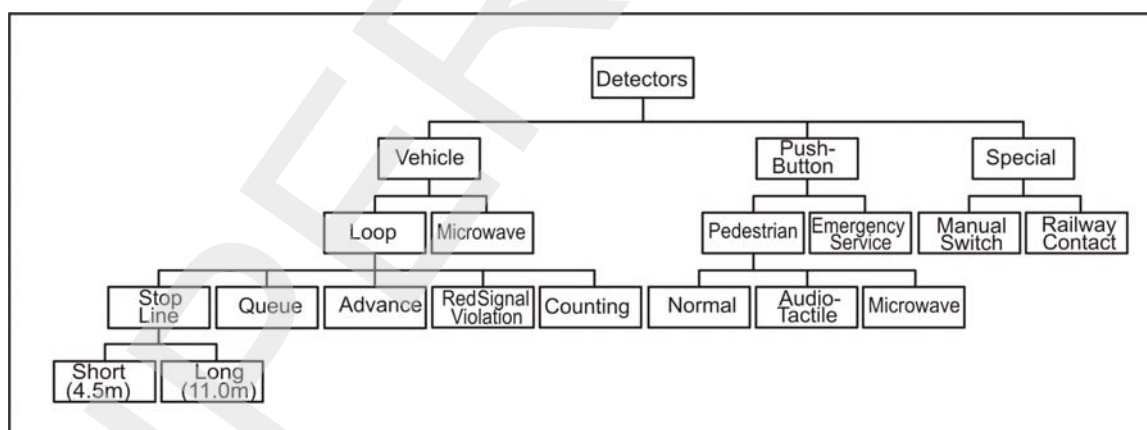 Detectors
Vehicle
Push-
Button
Special
Loop
Microwave
Pedestrian
Emergency
Service
Manual
Switch
Railway
Contact
Stop
Line
Queue
Advance
RedSignal
Violation
Counting
Normal
Audio-
Tactile
Microwave
Short
(4.5m)
Long
(11.0m)